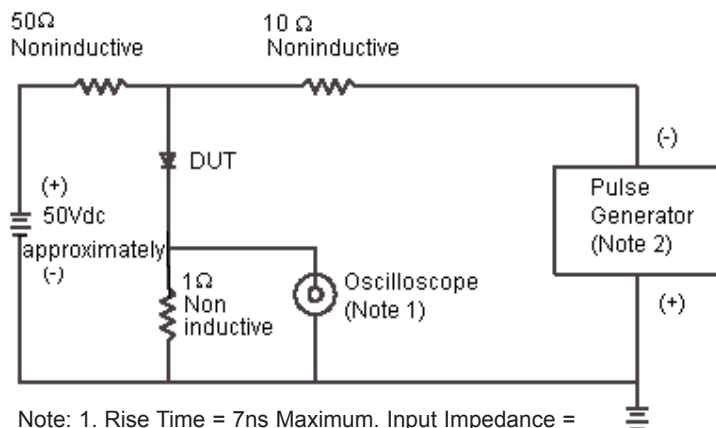 50Ω
Noninductive
10 Ω
Noninductive
DUT
(+)
50Vdc
approximately
(-)
1Ω
Non
inductive
Oscilloscope
(Note 1)
(-)
Pulse
Generator
(Note 2)
(+)
Note: 1. Rise Time = 7ns Maximum. Input Impedance =